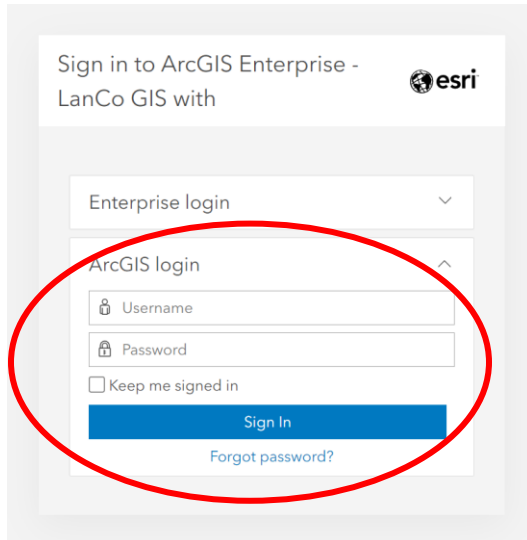 Sign in to ArcGIS Enterprise -
LanCo GIS with
esri
Enterprise login
ArcGIS login
Username
Password
Keep me signed in
Sign In
Forgot password?